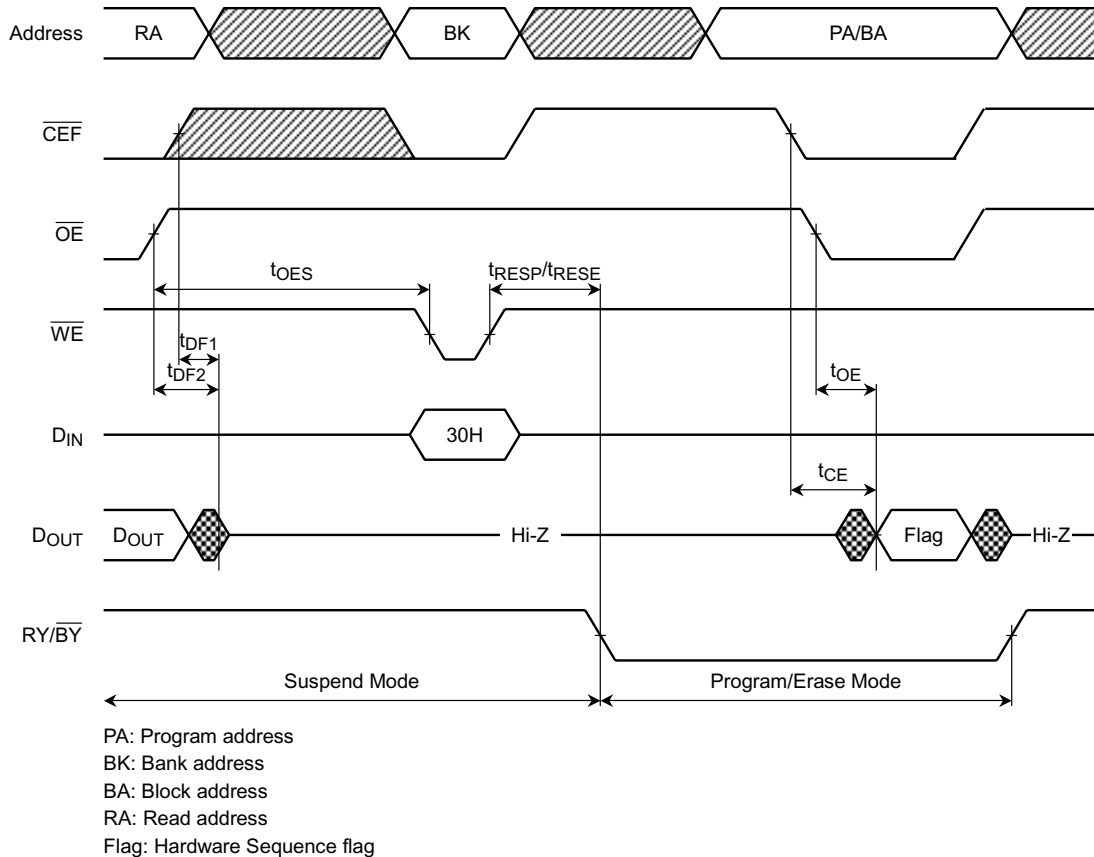 Address RA BK PA/BA
CEF
OE
tOES tRESP/tRESE
WE
tDF1
tDF2 tOE
DIN 30H
tCE
DOUT DOUT Hi-Z Flag Hi-Z
RY/BY
Suspend Mode Program/Erase Mode
PA: Program address
BK: Bank address
BA: Block address
RA: Read address
Flag: Hardware Sequence flag